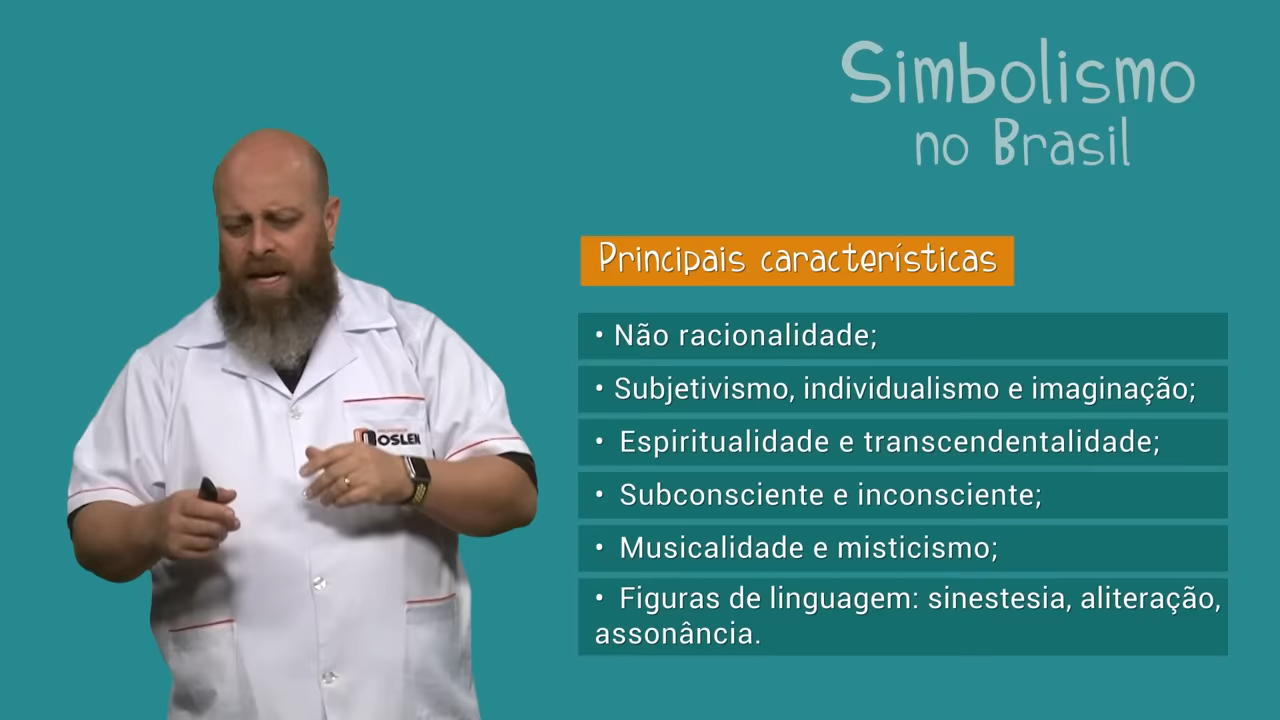 Simbolismo
no Brasil
Principais características
• Não racionalidade;
• Subjetivismo, individualismo e imaginação;
• Espiritualidade e transcendentalidade;
• Subconsciente e inconsciente;
• Musicalidade e misticismo;
• Figuras de linguagem: sinestesia, aliteração,
assonância.
OSLEN